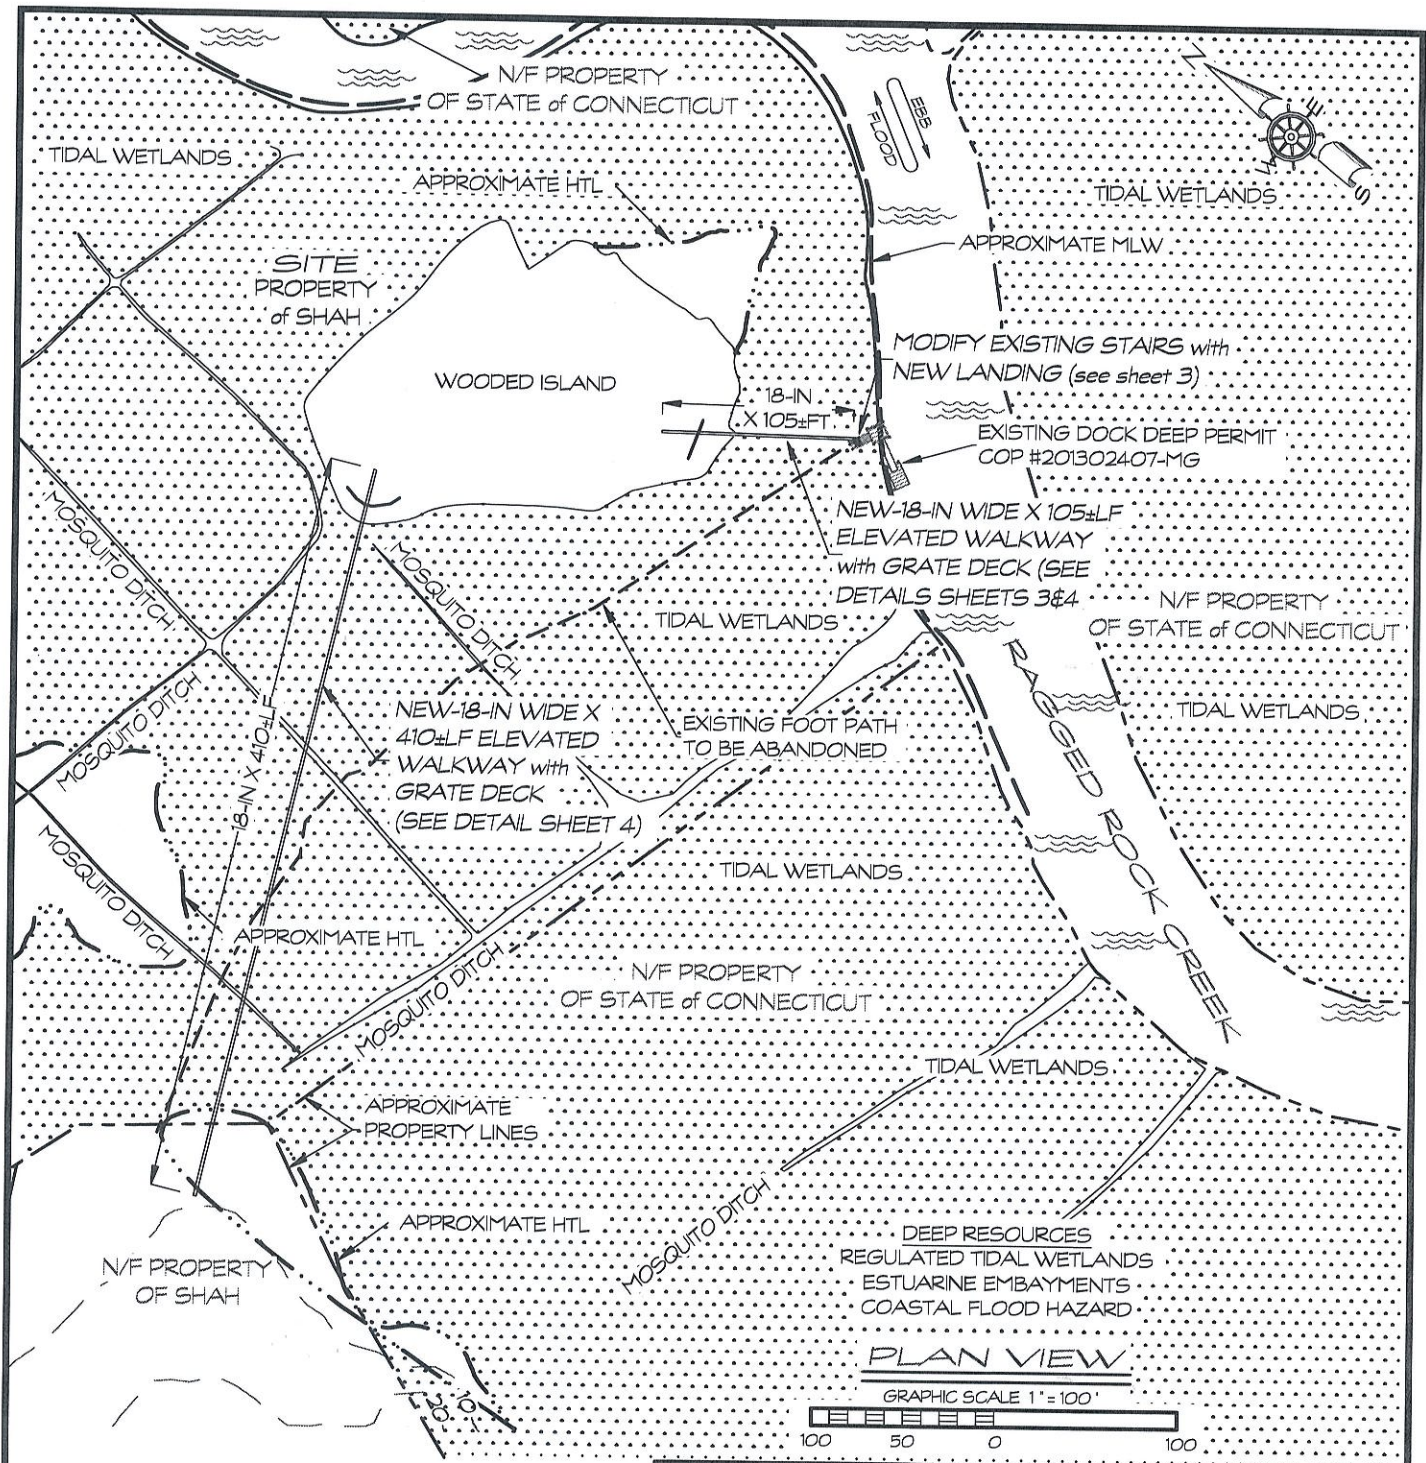 N/F PROPERTY
OF STATE of CONNECTICUT
EBB
FLOOD
N
E
W
S
TIDAL WETLANDS
APPROXIMATE HTL
TIDAL WETLANDS
APPROXIMATE MLW
SITE
PROPERTY
of SHAH
MODIFY EXISTING STAIRS with
NEW LANDING (see sheet 3)
WOODED ISLAND
18-IN
X 105±FT
EXISTING DOCK DEEP PERMIT
COP #201302407-MG
NEW-18-IN WIDE X 105±LF
ELEVATED WALKWAY
with GRATE DECK (SEE
DETAILS SHEETS 3&4
MOSQUITO DITCH
MOSQUITO DITCH
TIDAL WETLANDS
N/F PROPERTY
OF STATE of CONNECTICUT
RAGGED ROCK CREEK
MOSQUITO DITCH
18-IN X 410±LF
NEW-18-IN WIDE X
410±LF ELEVATED
WALKWAY with
GRATE DECK
(SEE DETAIL SHEET 4)
EXISTING FOOT PATH
TO BE ABANDONED
TIDAL WETLANDS
MOSQUITO DITCH
TIDAL WETLANDS
APPROXIMATE HTL
MOSQUITO DITCH
N/F PROPERTY
OF STATE of CONNECTICUT
TIDAL WETLANDS
APPROXIMATE
PROPERTY LINES
MOSQUITO DITCH
APPROXIMATE HTL
N/F PROPERTY
OF SHAH
DEEP RESOURCES
REGULATED TIDAL WETLANDS
ESTUARINE EMBAYMENTS
COASTAL FLOOD HAZARD
PLAN VIEW
GRAPHIC SCALE 1"=100'
100 50 0 100
10
20